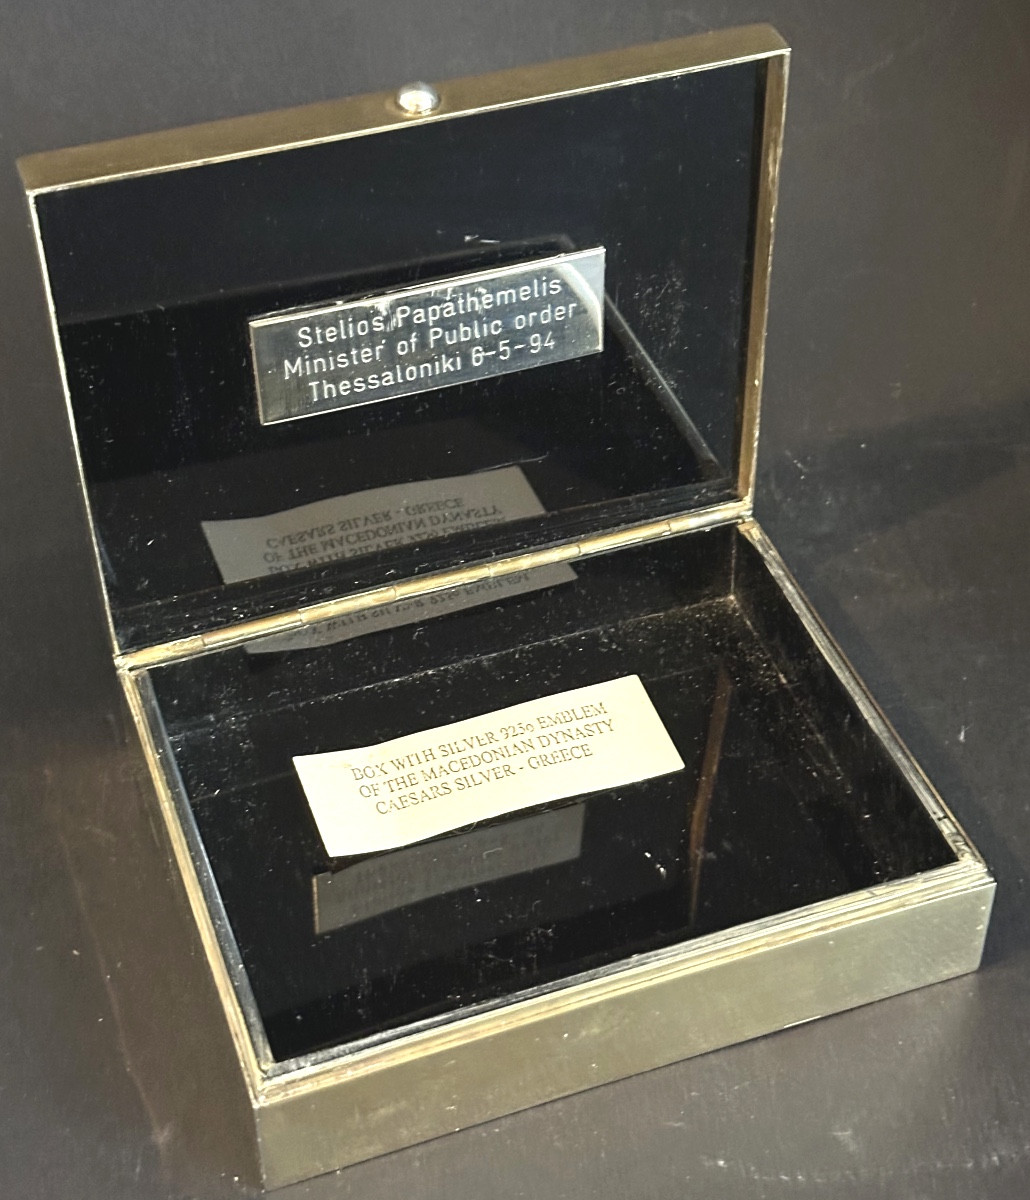 Stelios Papathemelis
Minister of Public order
Thessaloniki 6-5-94
BOX WITH SILVER 925o EMBLEM
OF THE MACEDONIAN DYNASTY
CAESARS SILVER - GREECE